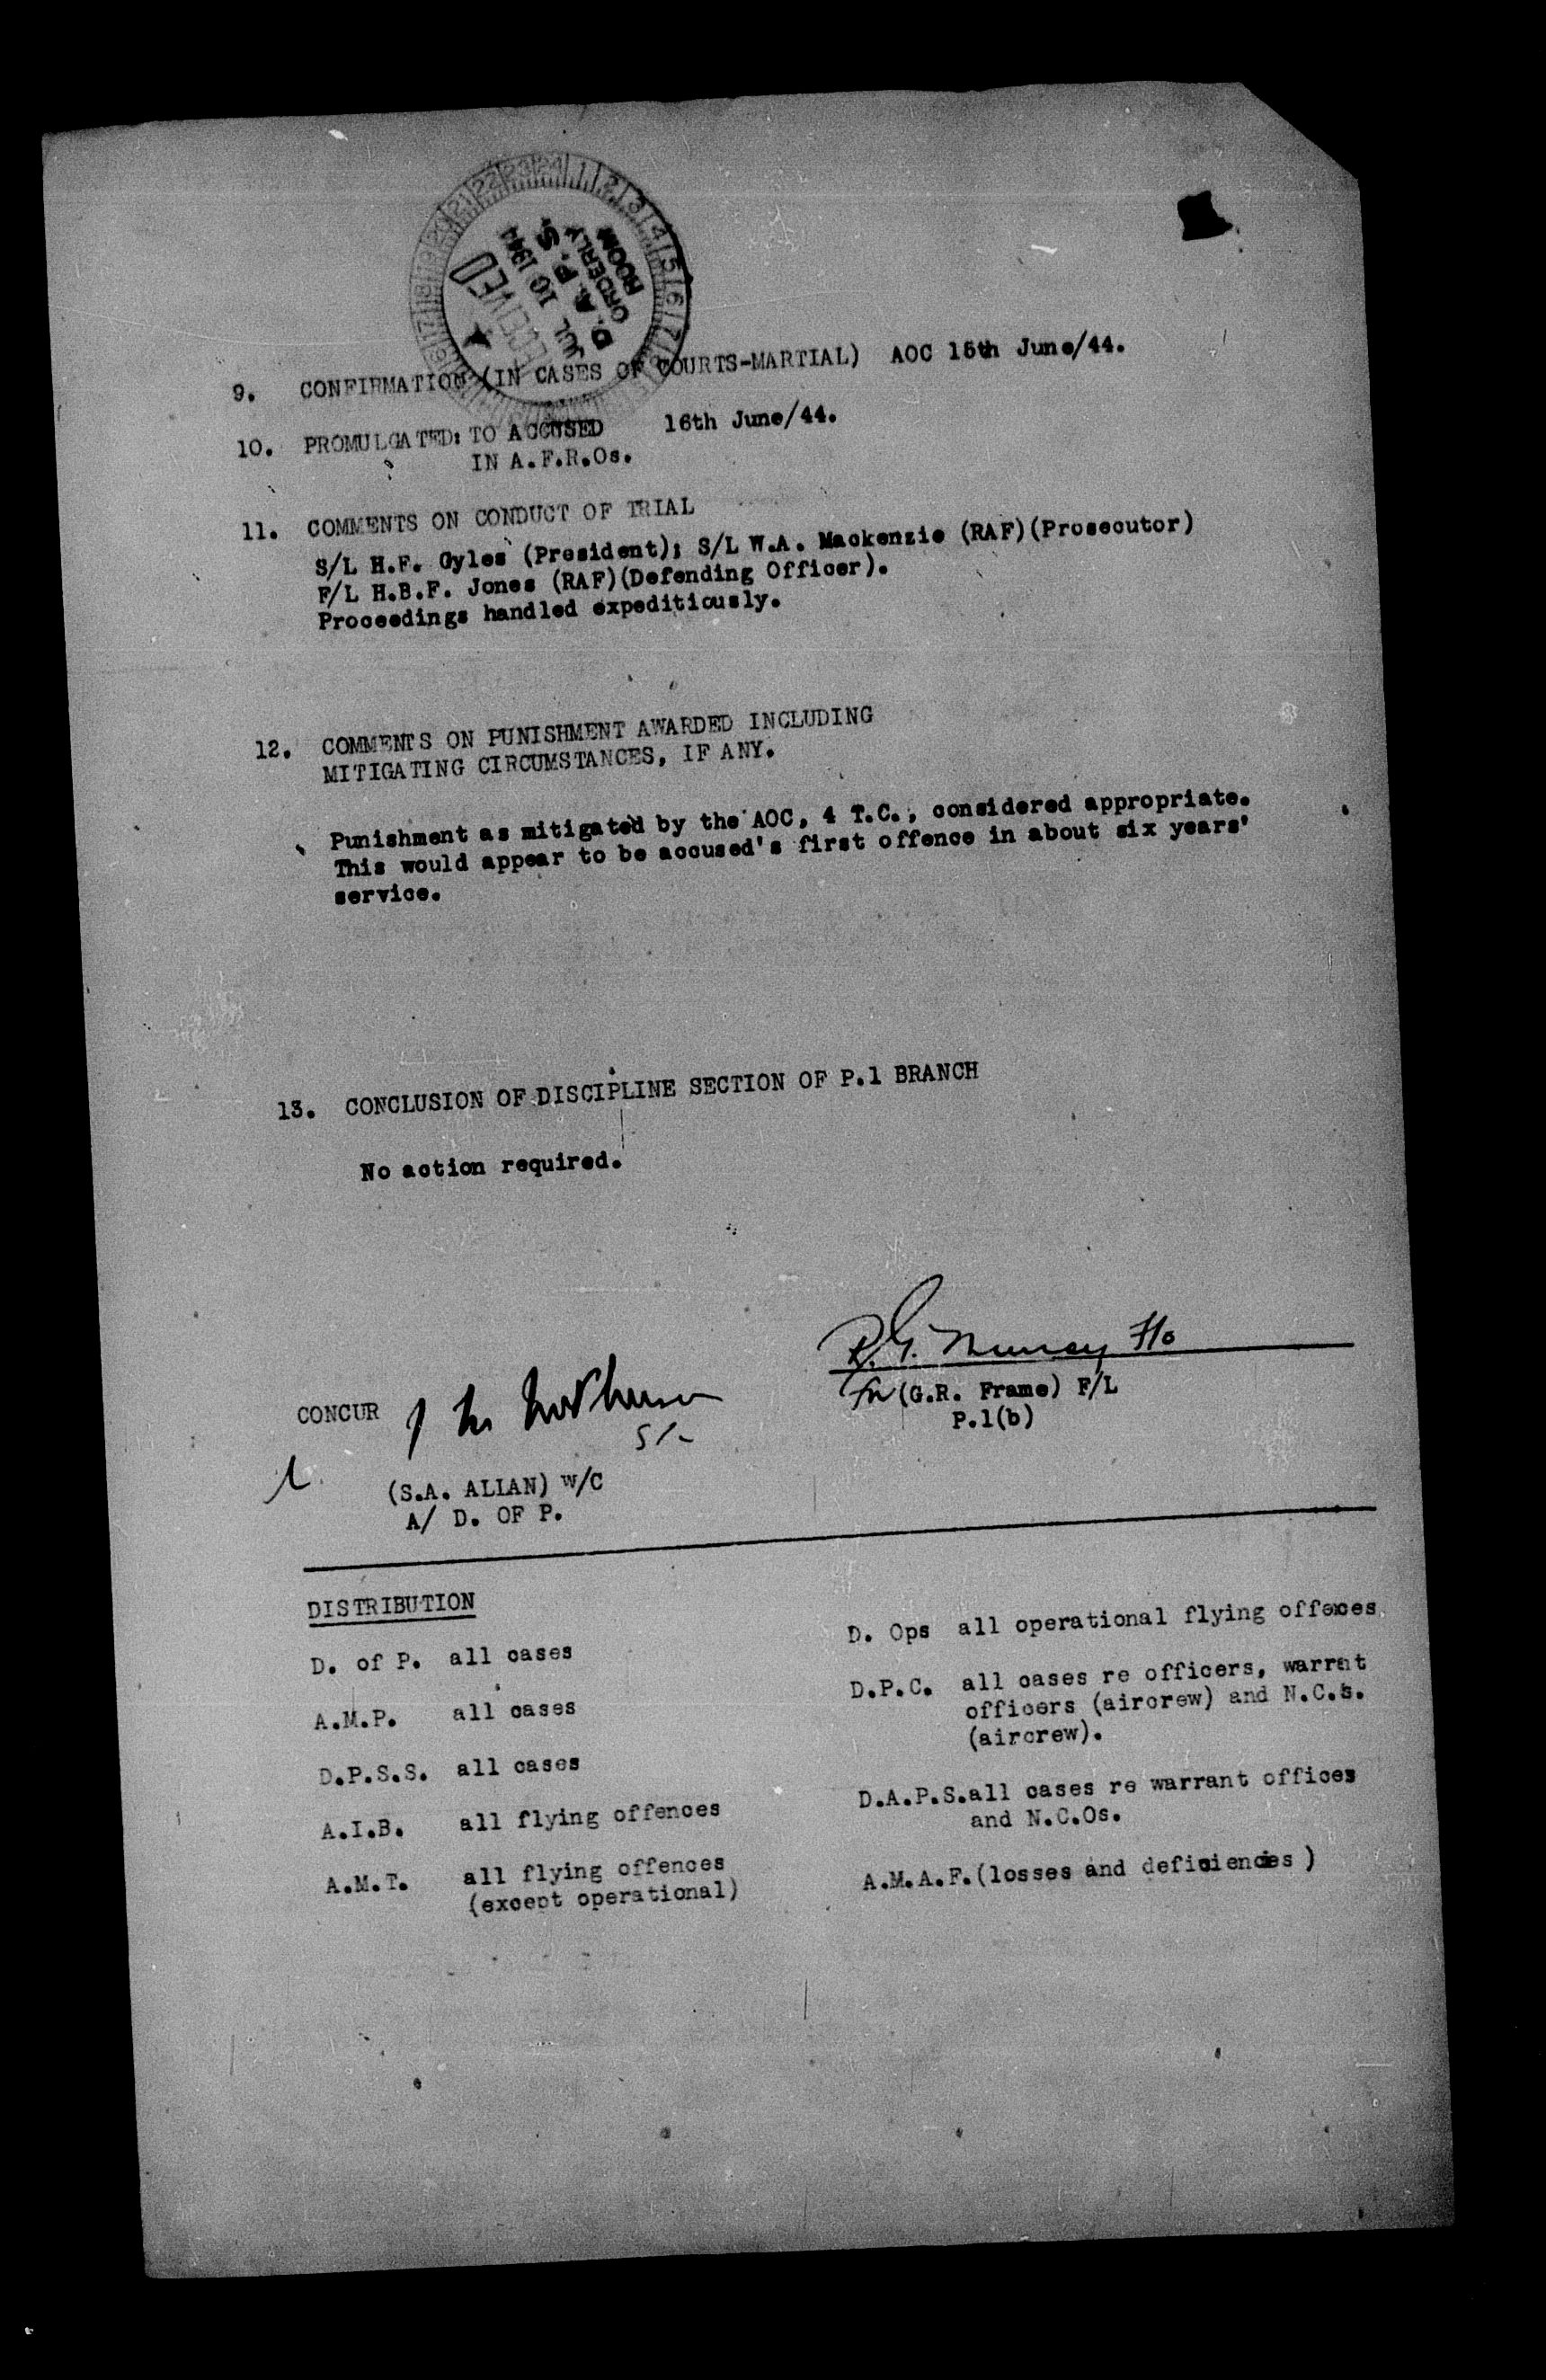 RECEIVED
JUL 10 1944
D.A.P.S.
ORDERLY
ROOM
9. CONFIRMATION (IN CASES OF COURTS-MARTIAL) AOC 15th June/44.
10. PROMULGATED: TO ACCUSED 16th June/44.
IN A.F.R.Os.
11. COMMENTS ON CONDUCT OF TRIAL
S/L H.F. Gyles (President); S/L W.A. Mackenzie (RAF)(Prosecutor)
F/L H.B.F. Jones (RAF)(Defending Officer).
Proceedings handled expeditiously.
12. COMMENTS ON PUNISHMENT AWARDED INCLUDING
MITIGATING CIRCUMSTANCES, IF ANY.
Punishment as mitigated by the AOC, 4 T.C., considered appropriate.
This would appear to be accused's first offence in about six years'
service.
13. CONCLUSION OF DISCIPLINE SECTION OF P.1 BRANCH
No action required.
R.G. Murray F/O
for (G.R. Frame) F/L
P.1(b)
CONCUR
(S.A. ALLAN) W/C
A/ D. OF P.
DISTRIBUTION
D. of P. all cases
A.M.P. all cases
D.P.S.S. all cases
A.I.B. all flying offences
A.M.T. all flying offences
(except operational)
D. Ops all operational flying offences
D.P.C. all cases re officers, warrnt
officers (aircrew) and N.C.s.
(aircrew).
D.A.P.S.all cases re warrant offices
and N.C.Os.
A.M.A.F.(losses and deficiencies )